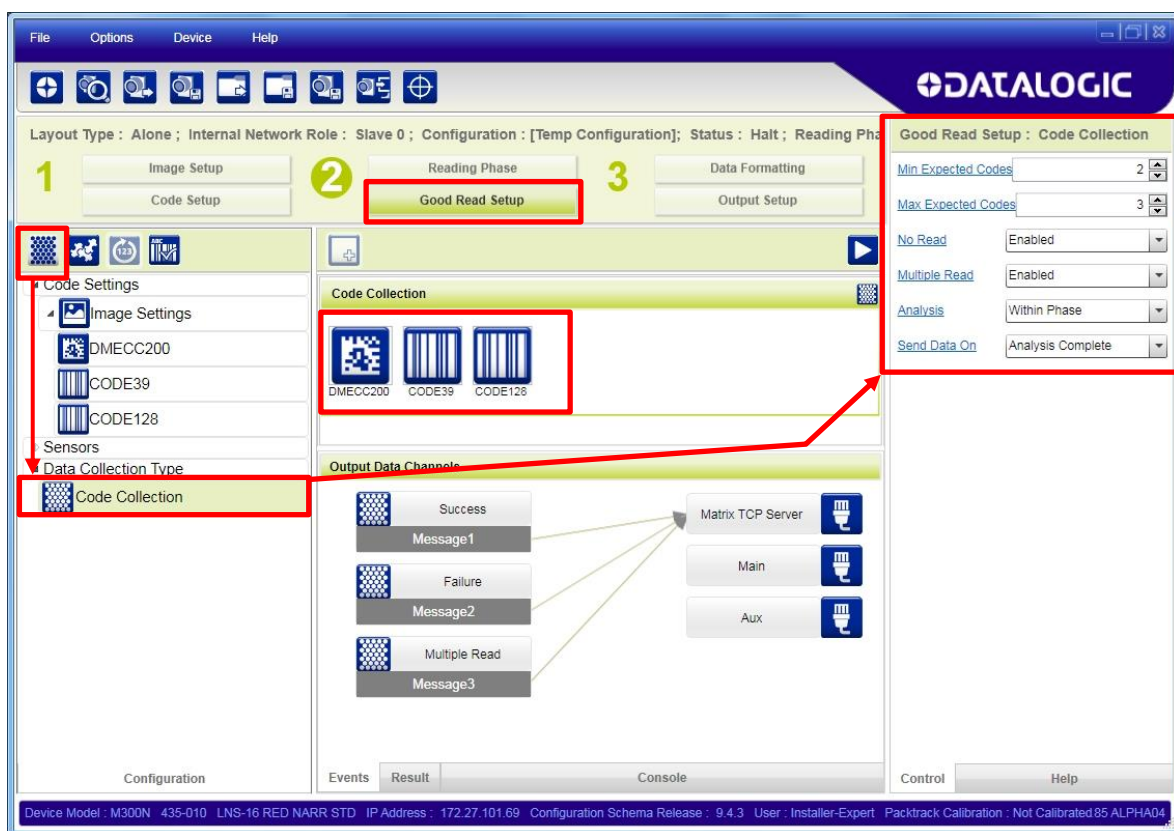 File Options Device Help
DATALOGIC
Layout Type : Alone ; Internal Network Role : Slave 0 ; Configuration : [Temp Configuration]; Status : Halt ; Reading Pha
1
Image Setup
Code Setup
2
Reading Phase
Good Read Setup
3
Data Formatting
Output Setup
123
ABC
Code Settings
Image Settings
DMECC200
CODE39
CODE128
Sensors
Data Collection Type
Code Collection
Configuration
Code Collection
DMECC200 CODE39 CODE128
Output Data Channels
Success
Message1
Failure
Message2
Multiple Read
Message3
Matrix TCP Server
Main
Aux
Events Result Console
Good Read Setup : Code Collection
Min Expected Codes 2
Max Expected Codes 3
No Read Enabled
Multiple Read Enabled
Analysis Within Phase
Send Data On Analysis Complete
Control Help
Device Model : M300N 435-010 LNS-16 RED NARR STD IP Address : 172.27.101.69 Configuration Schema Release : 9.4.3 User : Installer-Expert Packtrack Calibration : Not Calibrated.85 ALPHA04